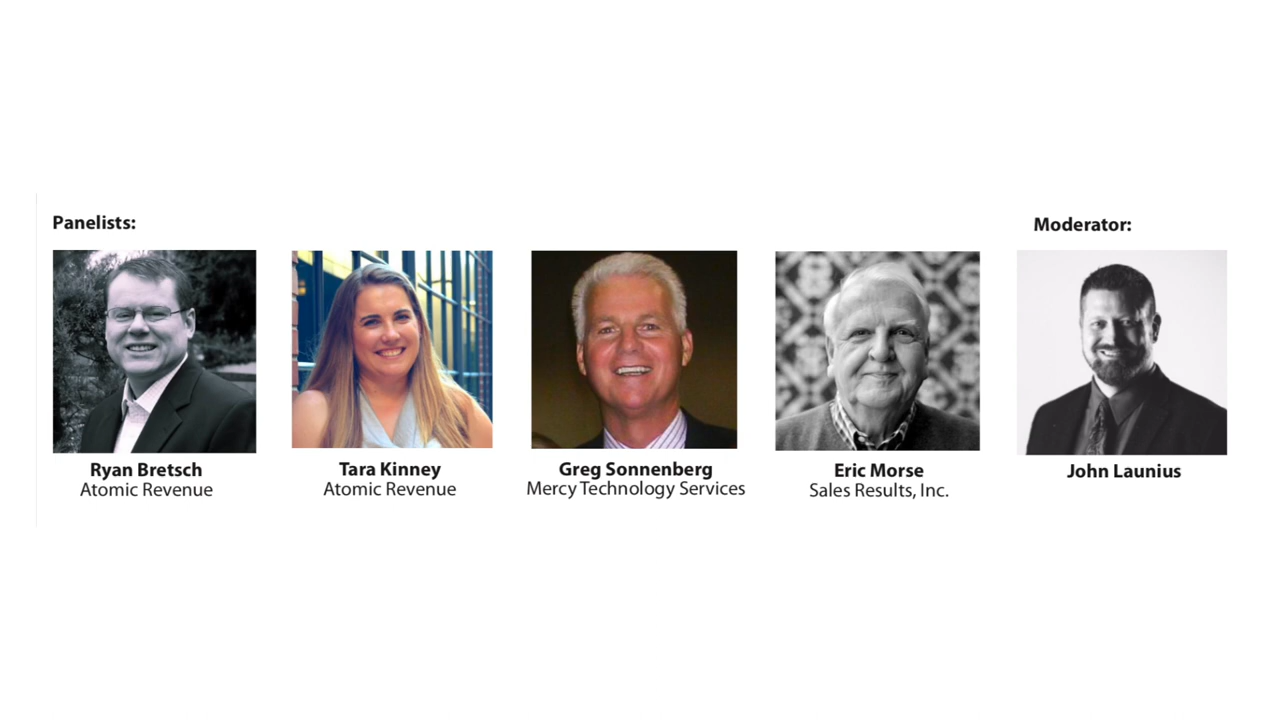 Panelists:
Moderator:
Ryan Bretsch
Atomic Revenue
Tara Kinney
Atomic Revenue
Greg Sonnenberg
Mercy Technology Services
Eric Morse
Sales Results, Inc.
John Launius